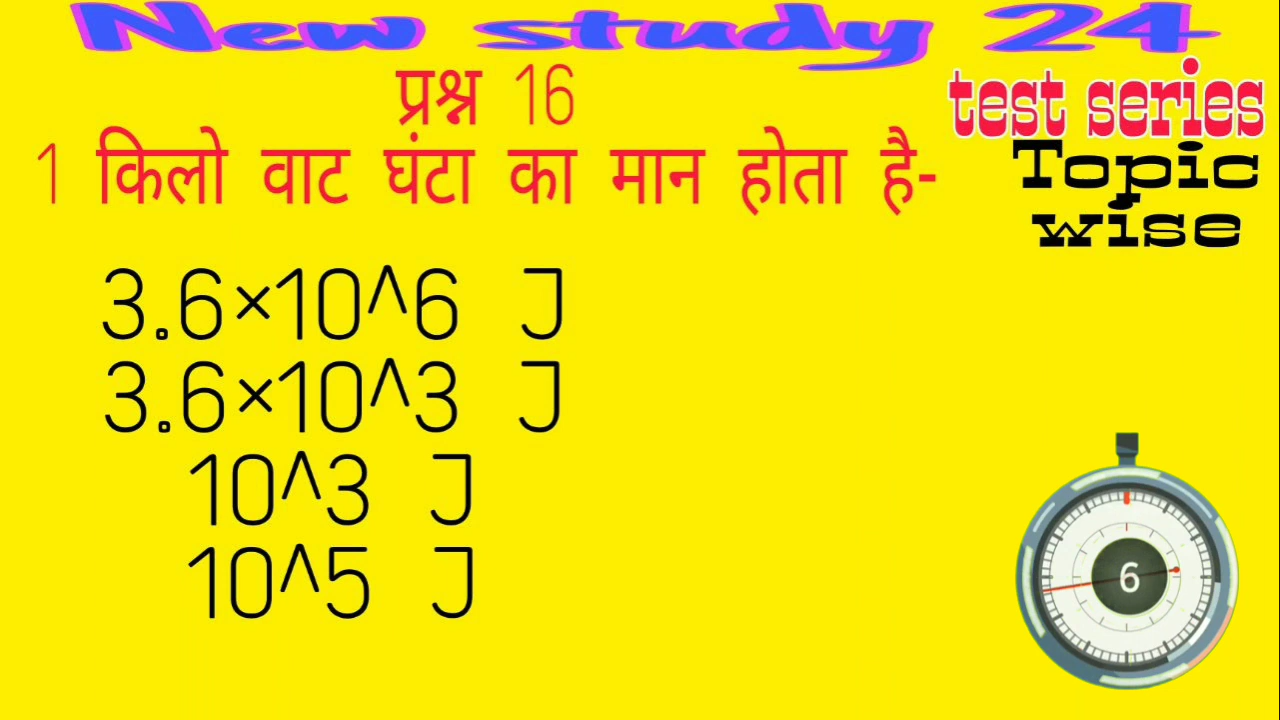 New study 24
प्रश्न 16
test series
Topic
wise
1 किलो वाट घंटा का मान होता है-
3.6×10^6 J
3.6×10^3 J
10^3 J
10^5 J
6